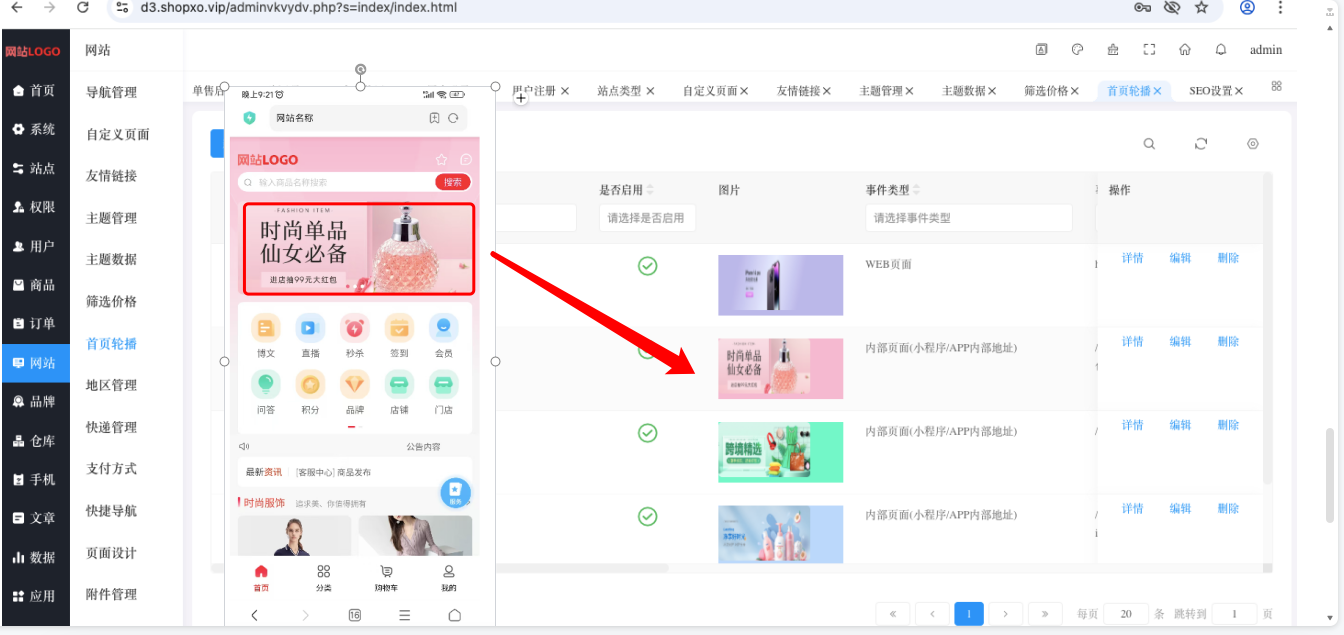 d3.shopxo.vip/adminvkvydv.php?s=index/index.html
网站LOGO
首页
系统
站点
权限
用户
商品
订单
网站
品牌
仓库
手机
文章
数据
应用
网站
导航管理
自定义页面
友情链接
主题管理
主题数据
筛选价格
首页轮播
地区管理
快递管理
支付方式
快捷导航
页面设计
附件管理
admin
单售后
用户注册
站点类型
自定义页面
友情链接
主题管理
主题数据
筛选价格
首页轮播
SEO设置
晚上9:21
网站名称
网站LOGO
输入商品名称搜索
搜索
FASHION ITEM
时尚单品
仙女必备
进店抽99元大红包
博文
直播
秒杀
签到
会员
问答
积分
品牌
店铺
门店
公告内容
最新资讯
[客服中心] 商品发布
服务
时尚服饰
追求美、你值得拥有
首页
分类
购物车
我的
16
是否启用
图片
事件类型
操作
请选择是否启用
请选择事件类型
WEB页面
详情 编辑 删除
时尚单品
仙女必备
内部页面(小程序/APP内部地址)
详情 编辑 删除
跨境精选
内部页面(小程序/APP内部地址)
详情 编辑 删除
内部页面(小程序/APP内部地址)
详情 编辑 删除
« < 1 > » 每页 20 条 跳转到 1 页